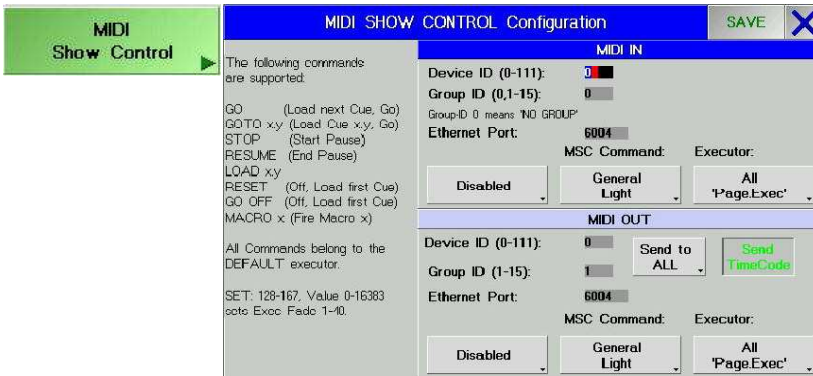 MIDI
Show Control
MIDI SHOW CONTROL Configuration
SAVE
The following commands
are supported:
GO (Load next Cue, Go)
GOTO x.y (Load Cue x.y, Go)
STOP (Start Pause)
RESUME (End Pause)
LOAD x.y
RESET (Off, Load first Cue)
GO OFF (Off, Load first Cue)
MACRO x (Fire Macro x)
All Commands belong to the
DEFAULT executor.
SET: 128-167, Value 0-16383
sets Exec Fade 1-40.
MIDI IN
Device ID (0-111): 0
Group ID (0,1-15): 0
Group-ID 0 means 'NO GROUP'
Ethernet Port: 6004
MSC Command: Executor:
Disabled
General
Light
All
'Page.Exec'
MIDI OUT
Device ID (0-111): 0
Send to
ALL
Send
TimeCode
Group ID (1-15): 1
Ethernet Port: 6004
MSC Command: Executor:
Disabled
General
Light
All
'Page.Exec'